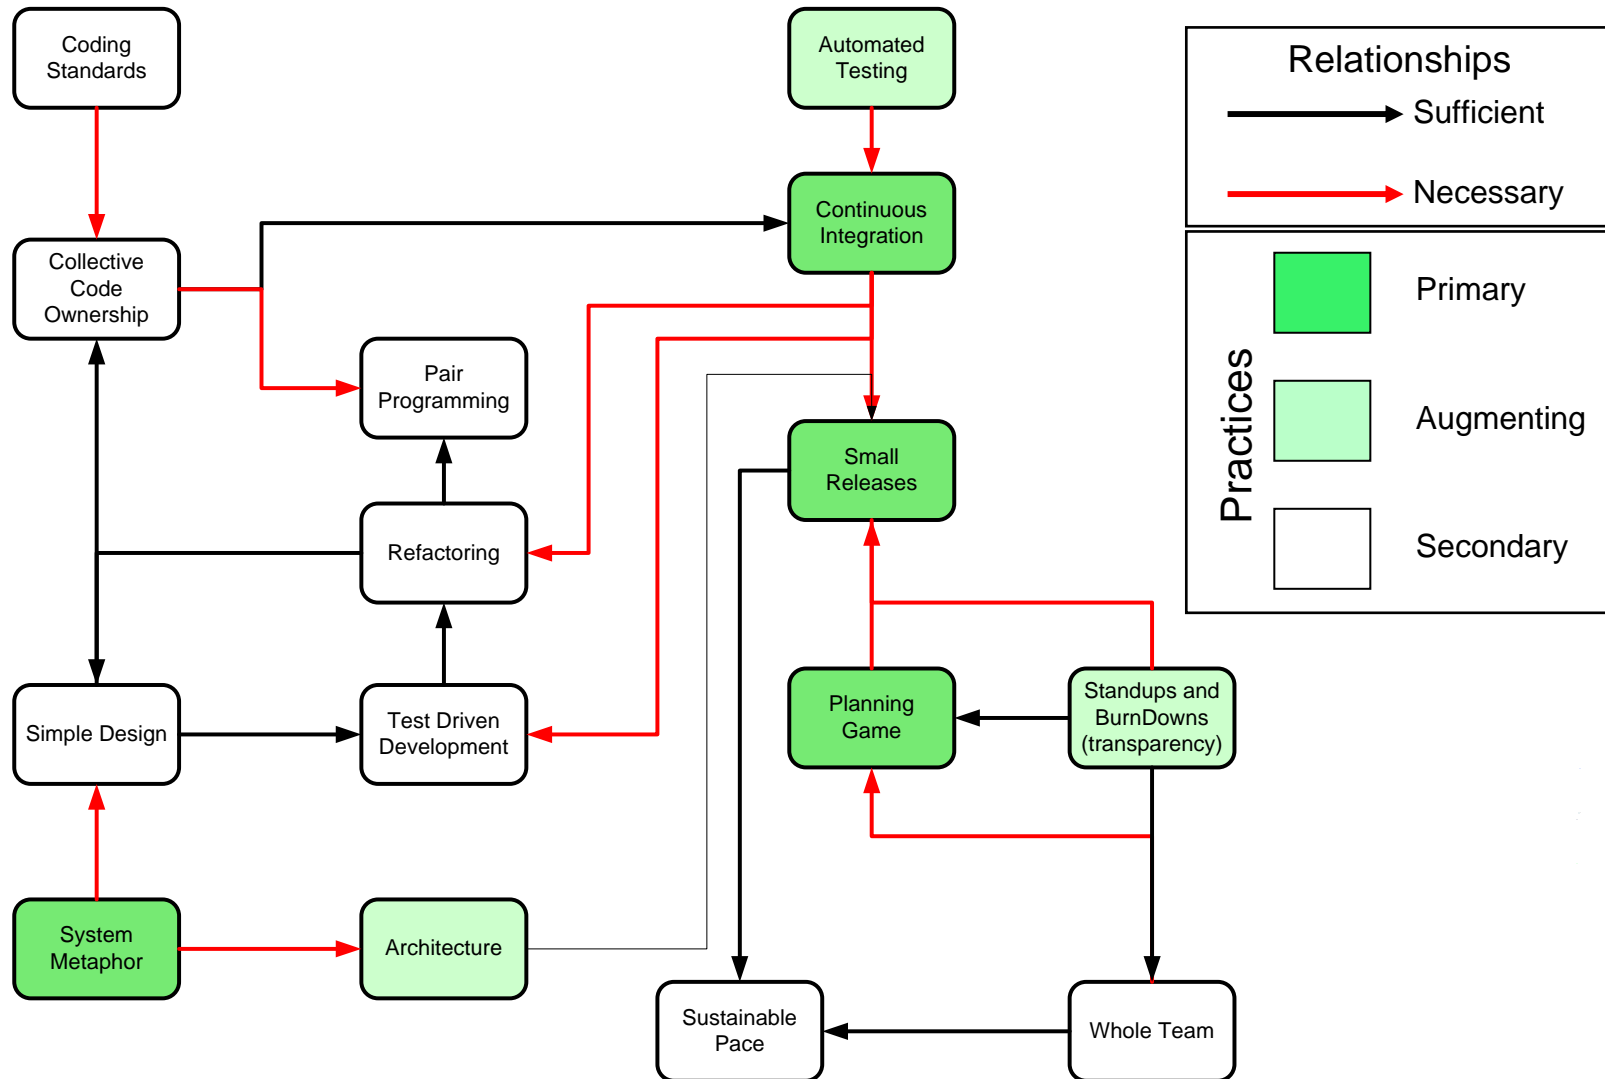 Coding
Standards
Automated
Testing
Relationships
Sufficient
Necessary
Continuous
Integration
Collective
Code
Ownership
Practices
Primary
Augmenting
Secondary
Pair
Programming
Small
Releases
Refactoring
Simple Design
Test Driven
Development
Planning
Game
Standups and
BurnDowns
(transparency)
System
Metaphor
Architecture
Sustainable
Pace
Whole Team